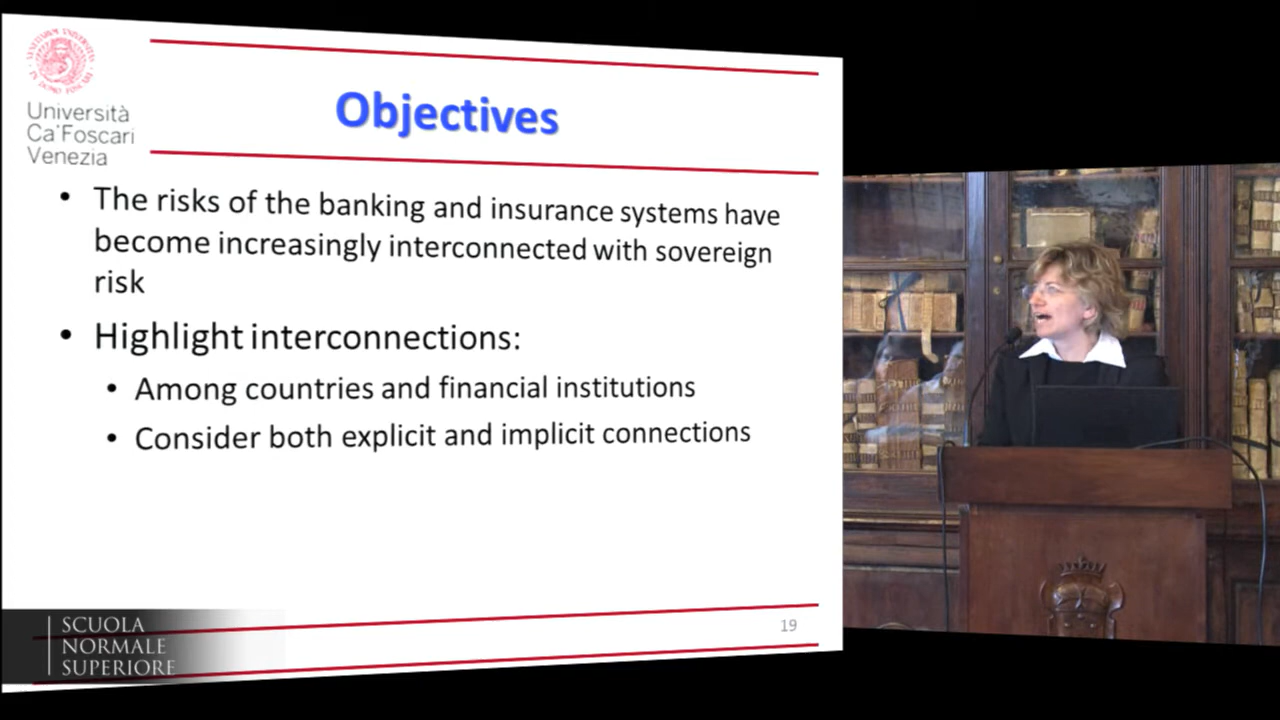 Università
Ca'Foscari
Venezia
Objectives
• The risks of the banking and insurance systems have
become increasingly interconnected with sovereign
risk
• Highlight interconnections:
• Among countries and financial institutions
• Consider both explicit and implicit connections
19
SCUOLA
NORMALE
SUPERIORE